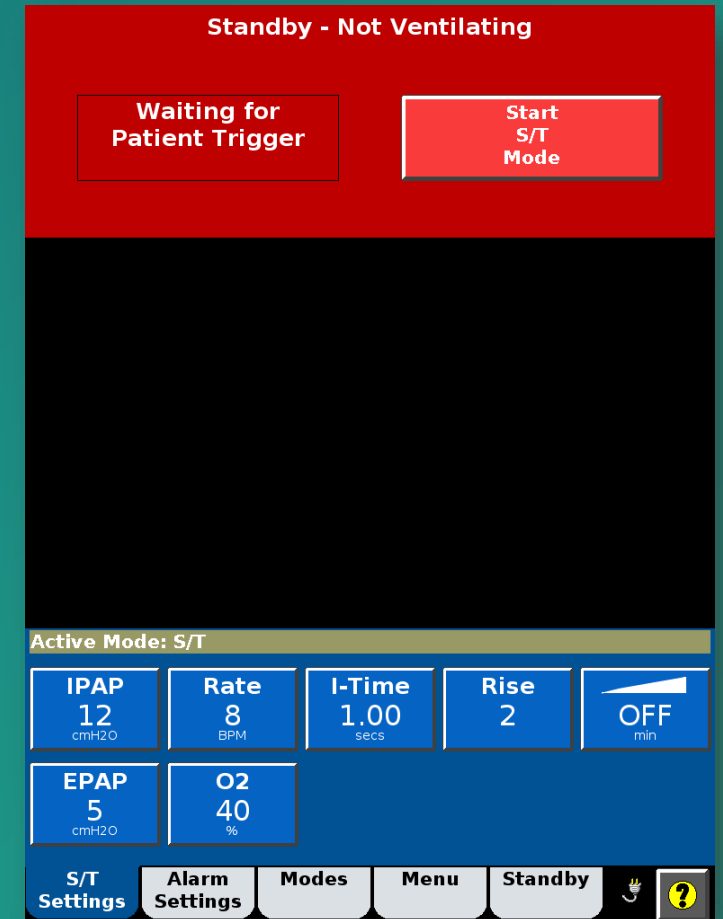 Standby - Not Ventilating
Waiting for
Patient Trigger
Start
S/T
Mode
Active Mode: S/T
IPAP
12
cmH2O
Rate
8
BPM
I-Time
1.00
secs
Rise
2
OFF
min
EPAP
5
cmH2O
O2
40
%
S/T
Settings
Alarm
Settings
Modes
Menu
Standby
?